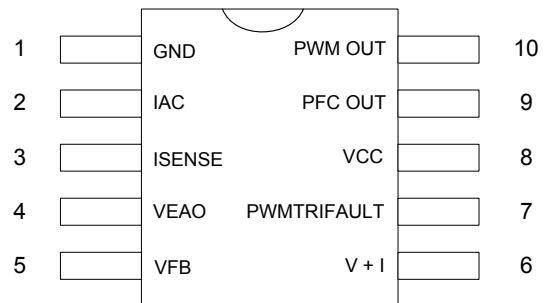 1 GND PWM OUT 10
2 IAC PFC OUT 9
3 ISENSE VCC 8
4 VEAO PWMTRIFAULT 7
5 VFB V + I 6